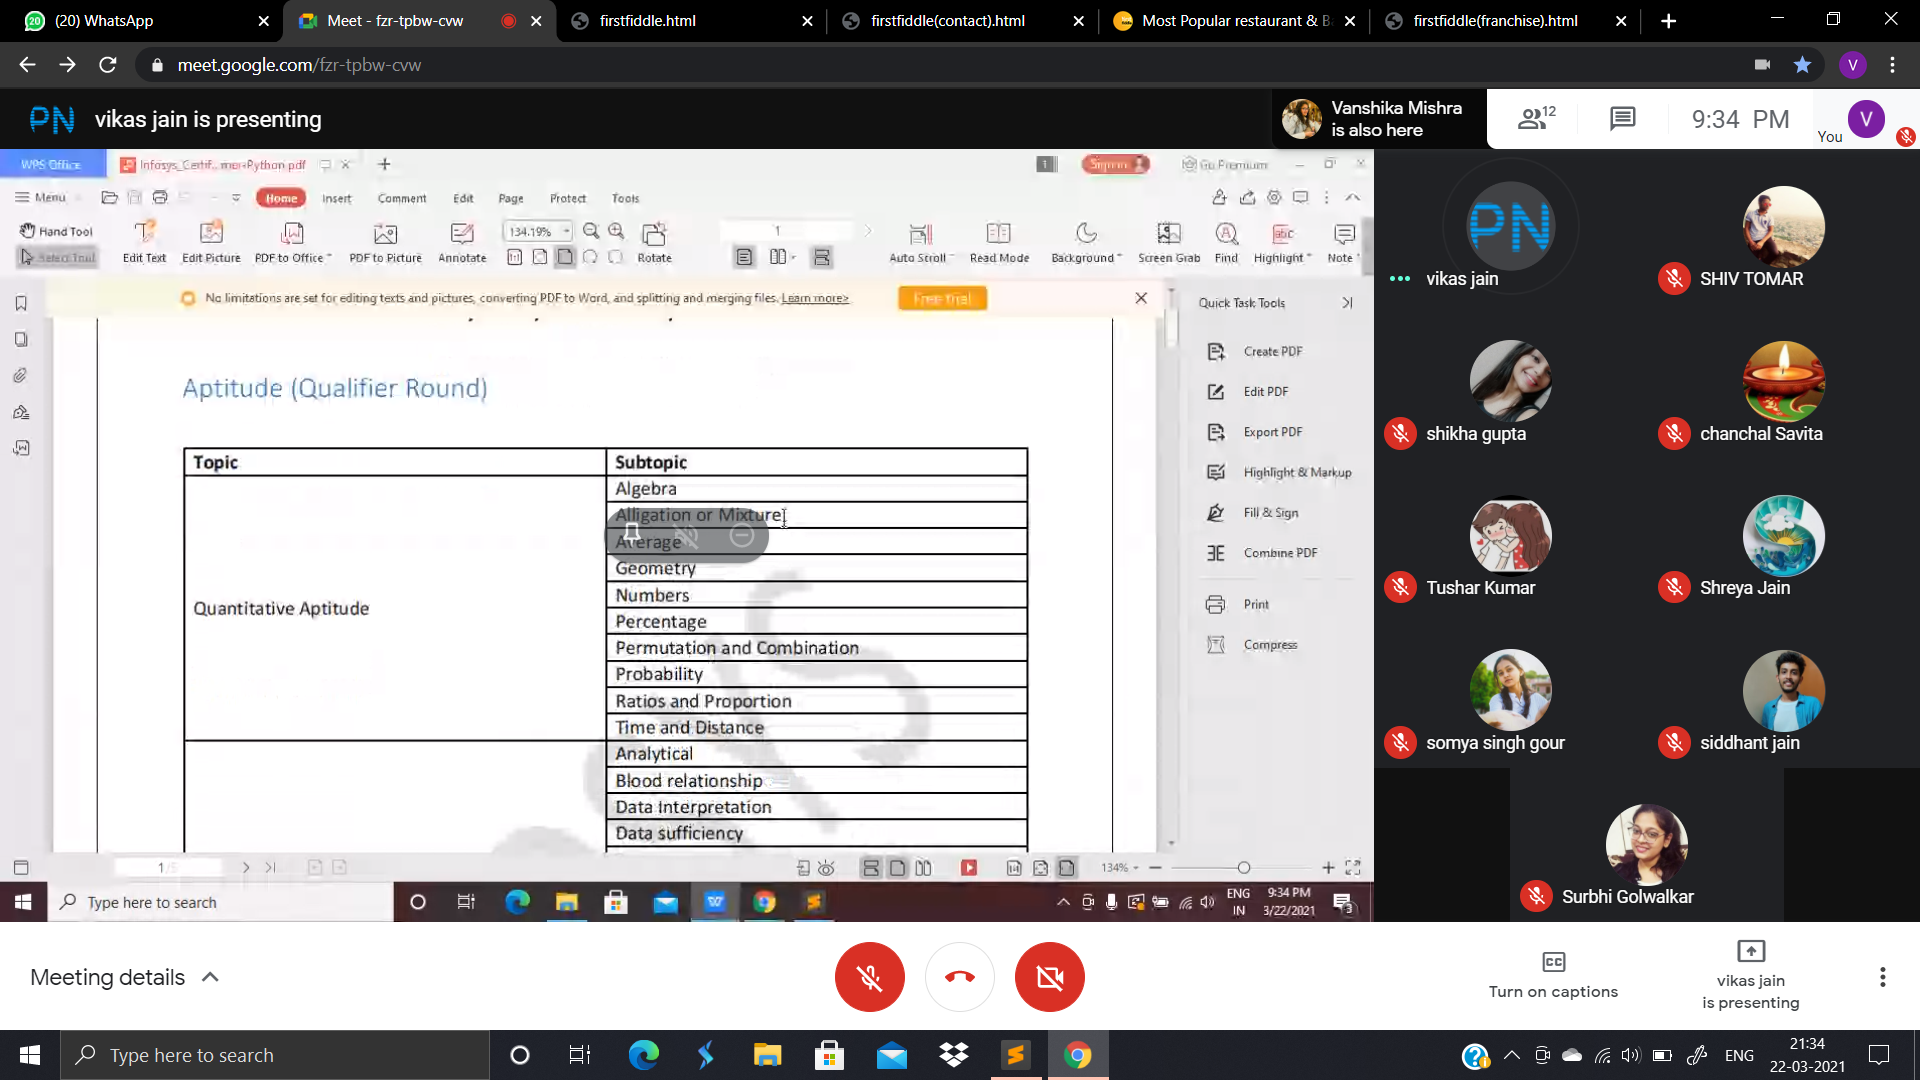 (20) WhatsApp
Meet - fzr-tpbw-cvw
firstfiddle.html
firstfiddle(contact).html
Most Popular restaurant & B
firstfiddle(franchise).html
meet.google.com/fzr-tpbw-cvw
V
PN vikas jain is presenting
Vanshika Mishra
is also here
12
9:34 PM
You
V
WPS Office
Infosys_Certif...mer+Python.pdf
1
Go Premium
Menu
Home
Insert
Comment
Edit
Page
Protect
Tools
Hand Tool
Select Tool
Edit Text
Edit Picture
PDF to Office
PDF to Picture
134.19%
Annotate
Rotate
1
Auto Scroll
Read Mode
Background
Screen Grab
Find
Highlight
Note
No limitations are set for editing texts and pictures, converting PDF to Word, and splitting and merging files. Learn more>
Free trial
Aptitude (Qualifier Round)
Topic
Subtopic
Quantitative Aptitude
Algebra
Alligation or Mixture
Average
Geometry
Numbers
Percentage
Permutation and Combination
Probability
Ratios and Proportion
Time and Distance
Analytical
Blood relationship
Data Interpretation
Data sufficiency
Quick Task Tools
Create PDF
Edit PDF
Export PDF
Highlight & Markup
Fill & Sign
Combine PDF
Print
Compress
1/5
134%
Type here to search
ENG
IN
9:34 PM
3/22/2021
3
PN
vikas jain
SHIV TOMAR
shikha gupta
chanchal Savita
Tushar Kumar
Shreya Jain
somya singh gour
siddhant jain
Surbhi Golwalkar
Meeting details
Turn on captions
vikas jain
is presenting
Type here to search
ENG
21:34
22-03-2021